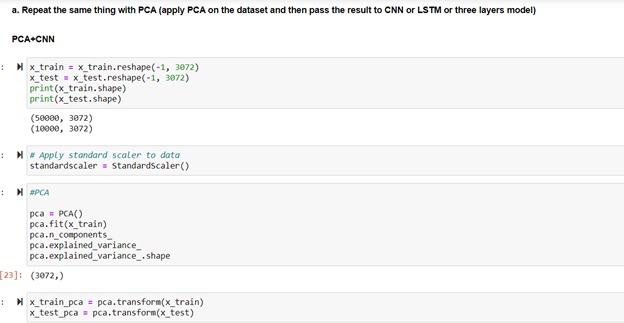 a. Repeat the same thing with PCA (apply PCA on the dataset and then pass the result to CNN or LSTM or three layers model)
PCA+CNN
: x_train = x_train.reshape(-1, 3072)
x_test = x_test.reshape(-1, 3072)
print(x_train.shape)
print(x_test.shape)
(50000, 3072)
(10000, 3072)
: # Apply standard scaler to data
standardscaler = StandardScaler()
: #PCA
pca = PCA()
pca.fit(x_train)
pca.n_components_
pca.explained_variance_
pca.explained_variance_.shape
[23]: (3072,)
: x_train_pca = pca.transform(x_train)
x_test_pca = pca.transform(x_test)